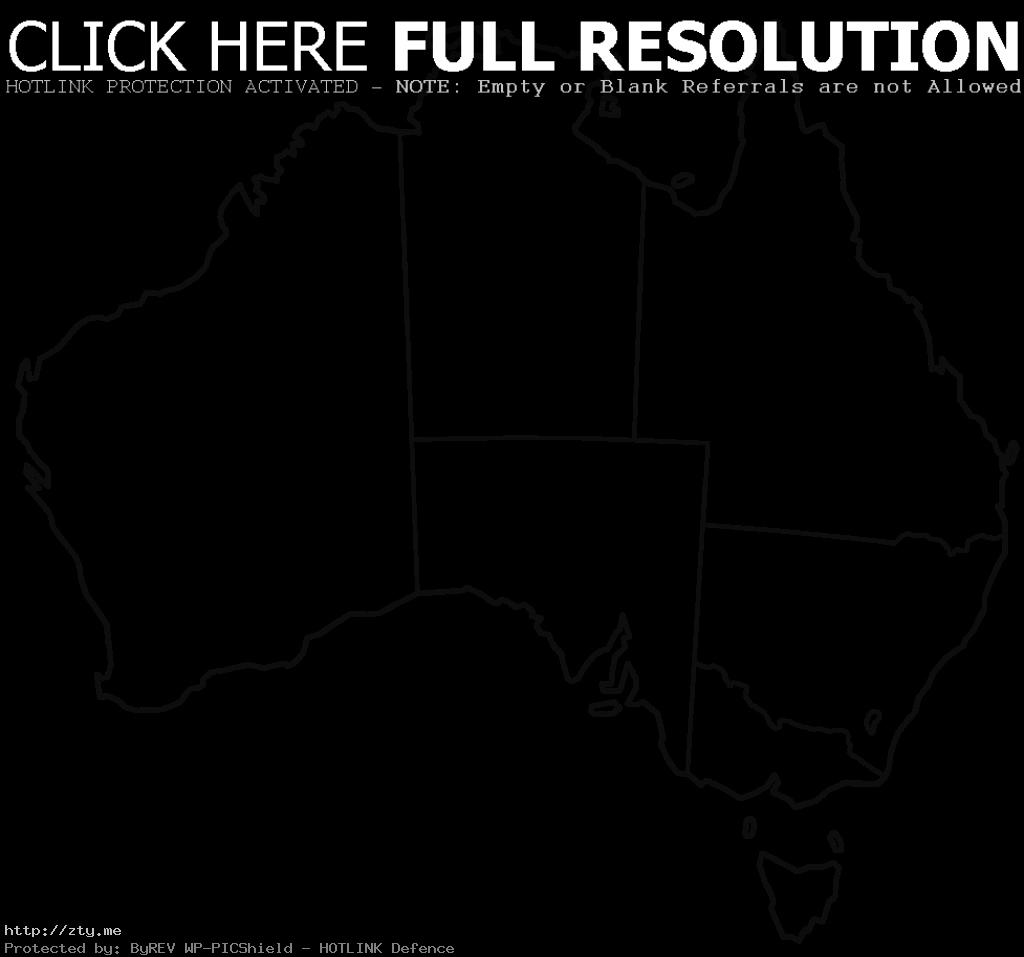 CLICK HERE FULL RESOLUTION
HOTLINK PROTECTION ACTIVATED - NOTE: Empty or Blank Referrals are not Allowed
http://zty.me
Protected by: ByREV WP-PICShield - HOTLINK Defence